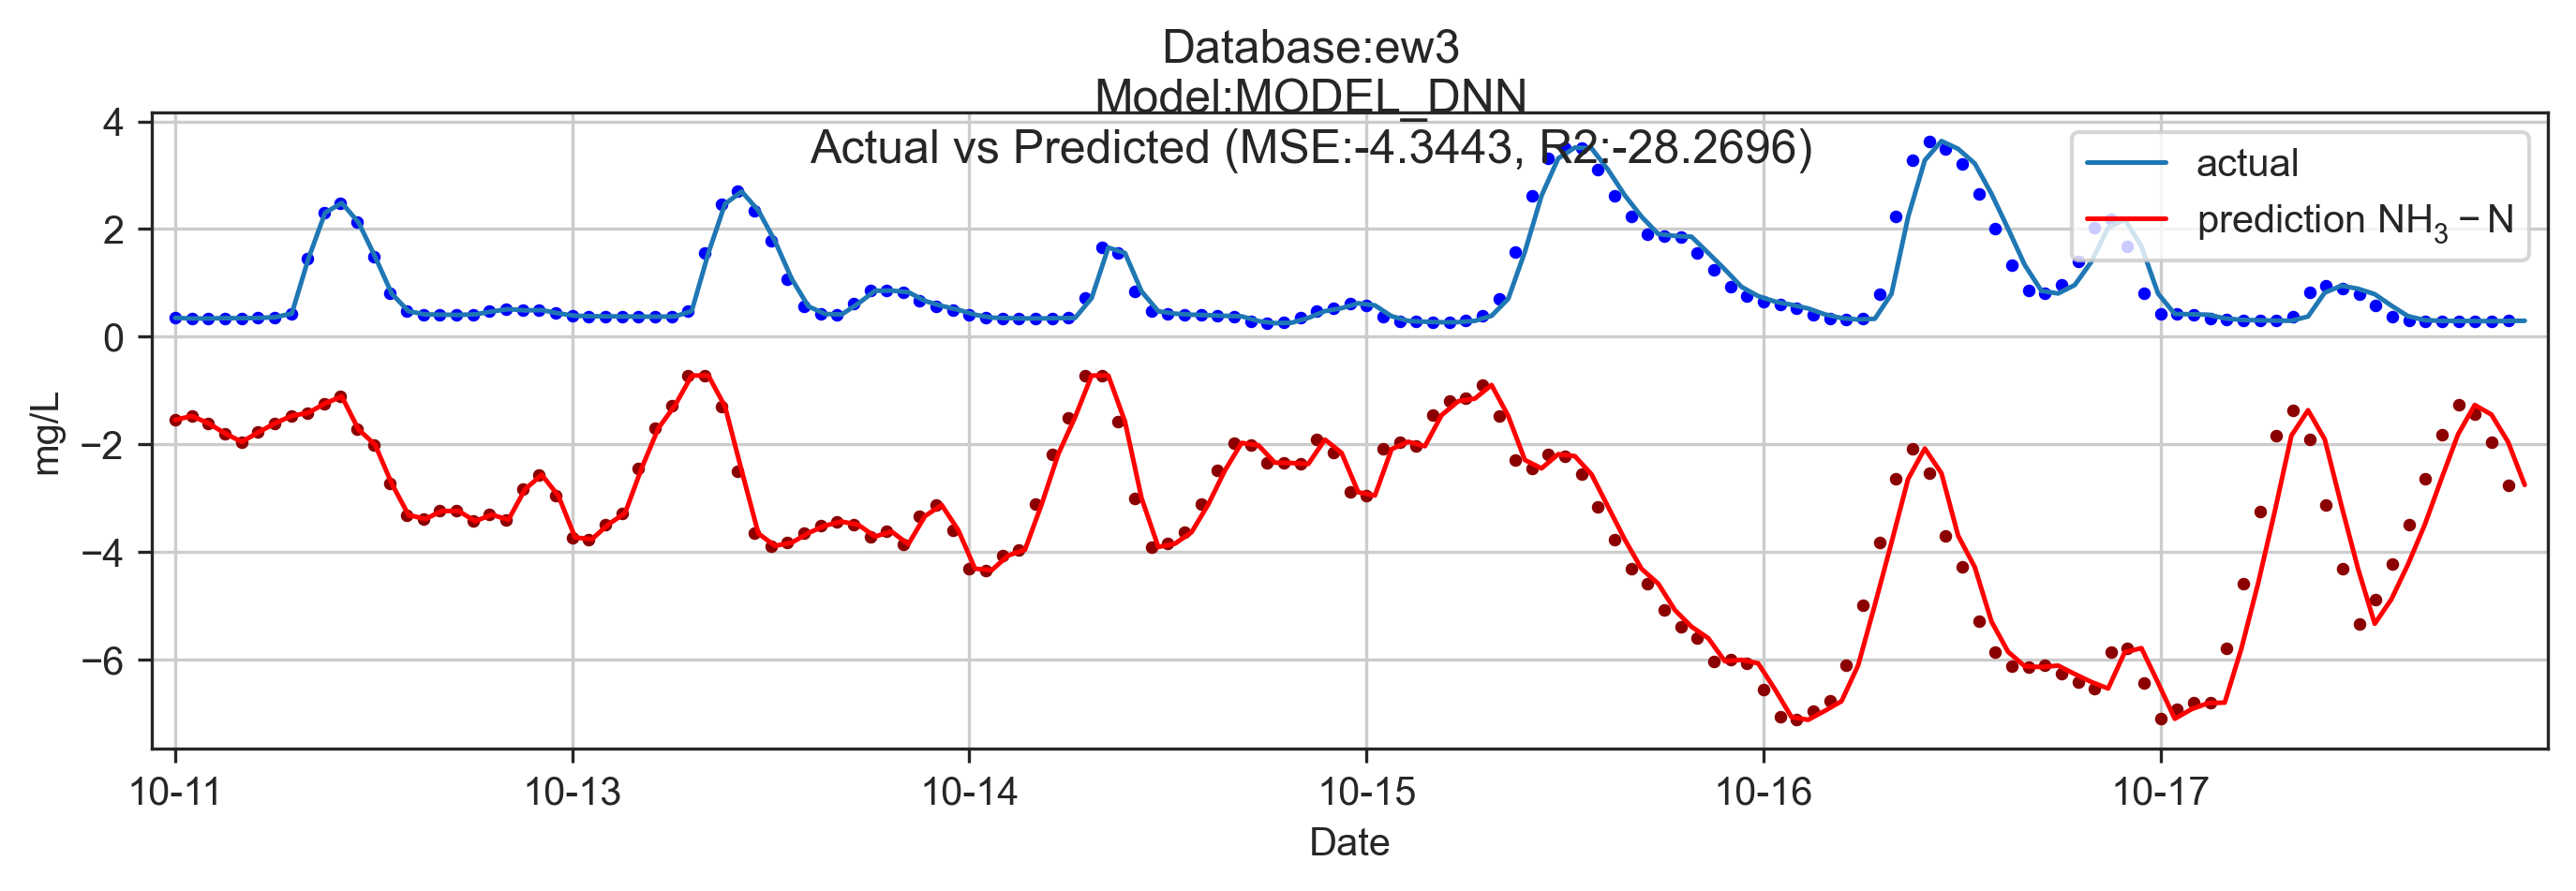 Database:ew3
Model:MODEL_DNN
Actual vs Predicted (MSE:-4.3443, R2:-28.2696)
actual
prediction NH₃ − N
mg/L
4
2
0
−2
−4
−6
10-11 10-13 10-14 10-15 10-16 10-17
Date